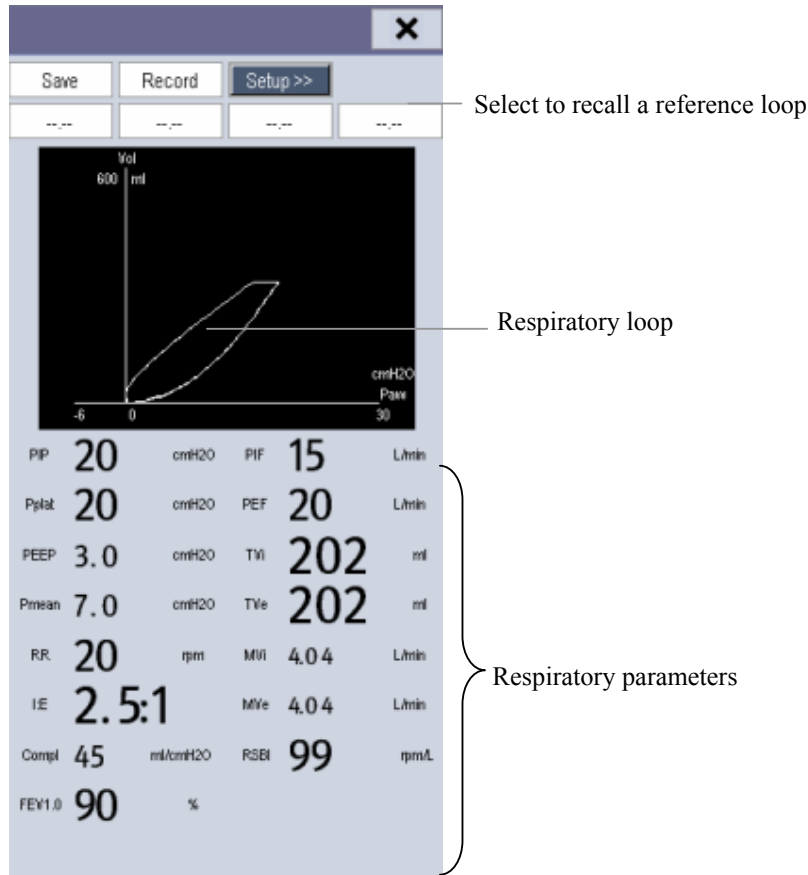 ×
Save Record Setup >>
Select to recall a reference loop
--.-- --.-- --.-- --.--
Vol
600 ml
Respiratory loop
cmH2O
Paw
-6 0 30
PIP 20 cmH2O PIF 15 L/min
Pplat 20 cmH2O PEF 20 L/min
PEEP 3.0 cmH2O TVi 202 ml
Pmean 7.0 cmH2O TVe 202 ml
RR 20 rpm MVi 4.04 L/min
Respiratory parameters
I:E 2.5:1 MVe 4.04 L/min
Compl 45 ml/cmH2O RSBI 99 rpm/L
FEV1.0 90 %